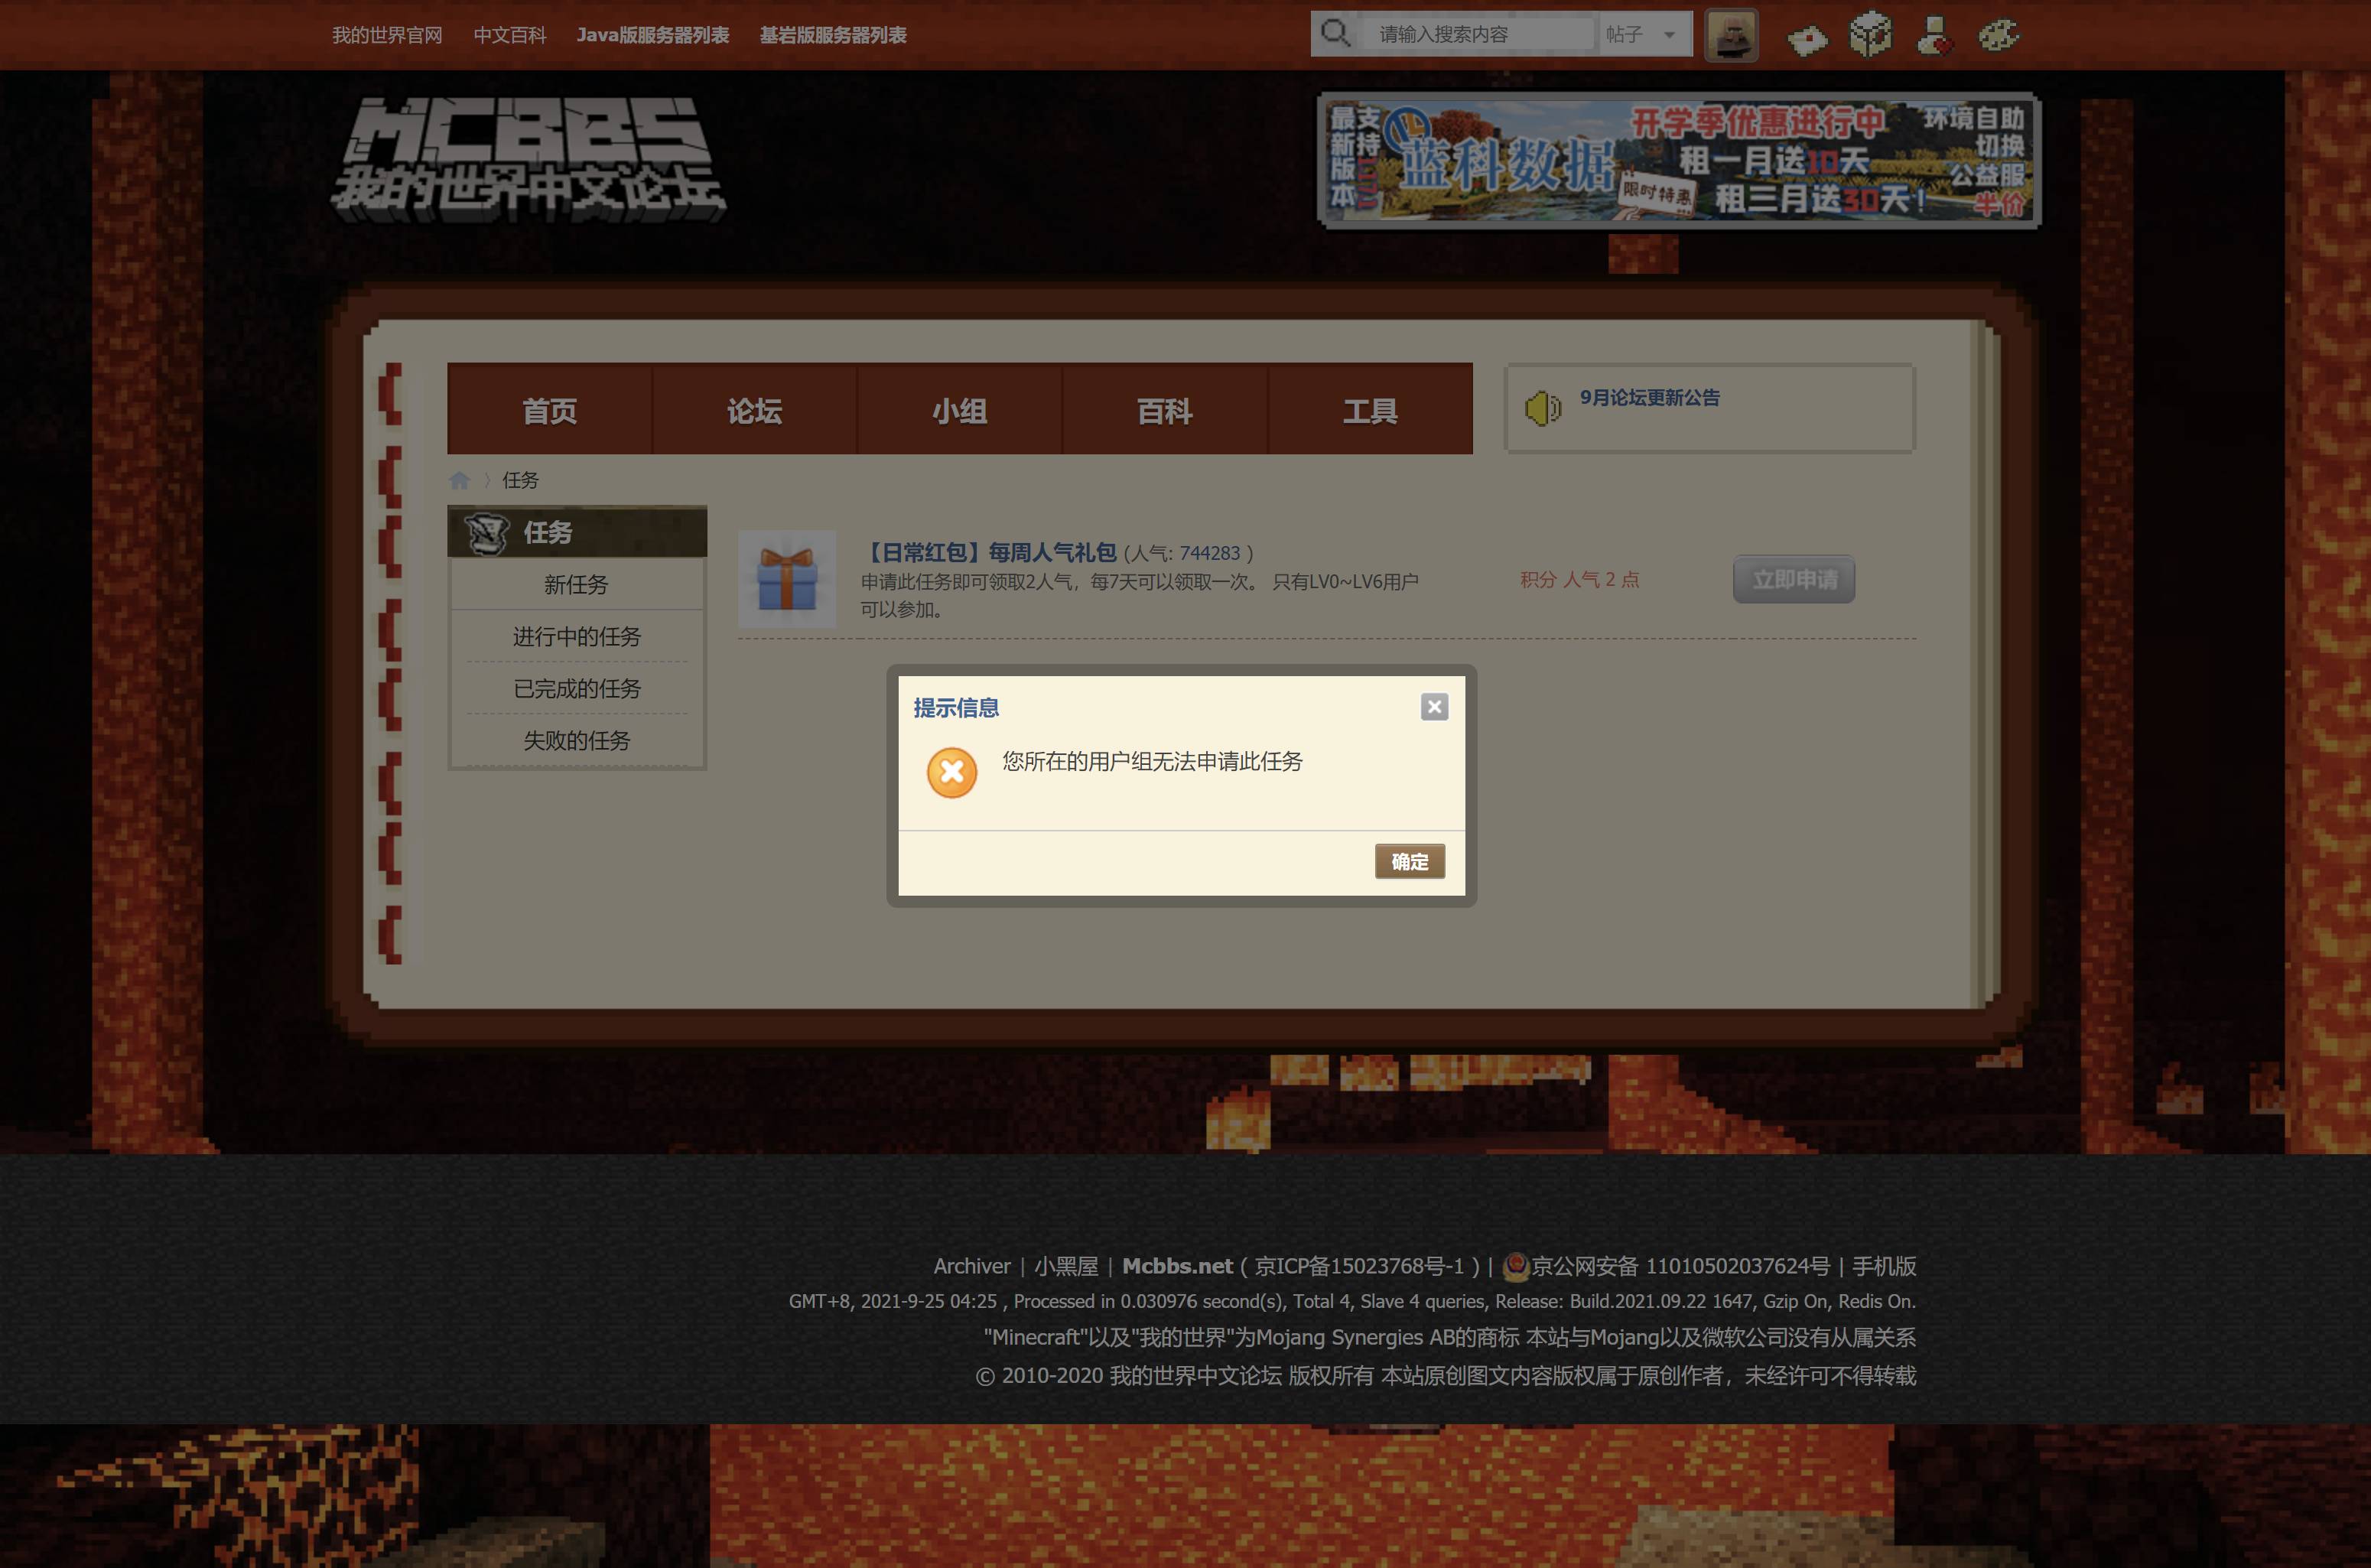 我的世界官网 中文百科 Java版服务器列表 基岩版服务器列表 请输入搜索内容 帖子
MCBBS
我的世界中文论坛
最新版本
支持1.17.1
蓝科数据
开学季优惠进行中
租一月送10天
限时特惠
租三月送30天!
环境自助
切换
公益服
半价
首页 论坛 小组 百科 工具
9月论坛更新公告
〉任务
任务
新任务
进行中的任务
已完成的任务
失败的任务
【日常红包】每周人气礼包 (人气: 744283 )
申请此任务即可领取2人气，每7天可以领取一次。 只有LV0~LV6用户
可以参加。
积分 人气 2 点
立即申请
提示信息
您所在的用户组无法申请此任务
确定
Archiver | 小黑屋 | Mcbbs.net ( 京ICP备15023768号-1 ) | 京公网安备 11010502037624号 | 手机版
GMT+8, 2021-9-25 04:25 , Processed in 0.030976 second(s), Total 4, Slave 4 queries, Release: Build.2021.09.22 1647, Gzip On, Redis On.
"Minecraft"以及"我的世界"为Mojang Synergies AB的商标 本站与Mojang以及微软公司没有从属关系
© 2010-2020 我的世界中文论坛 版权所有 本站原创图文内容版权属于原创作者，未经许可不得转载